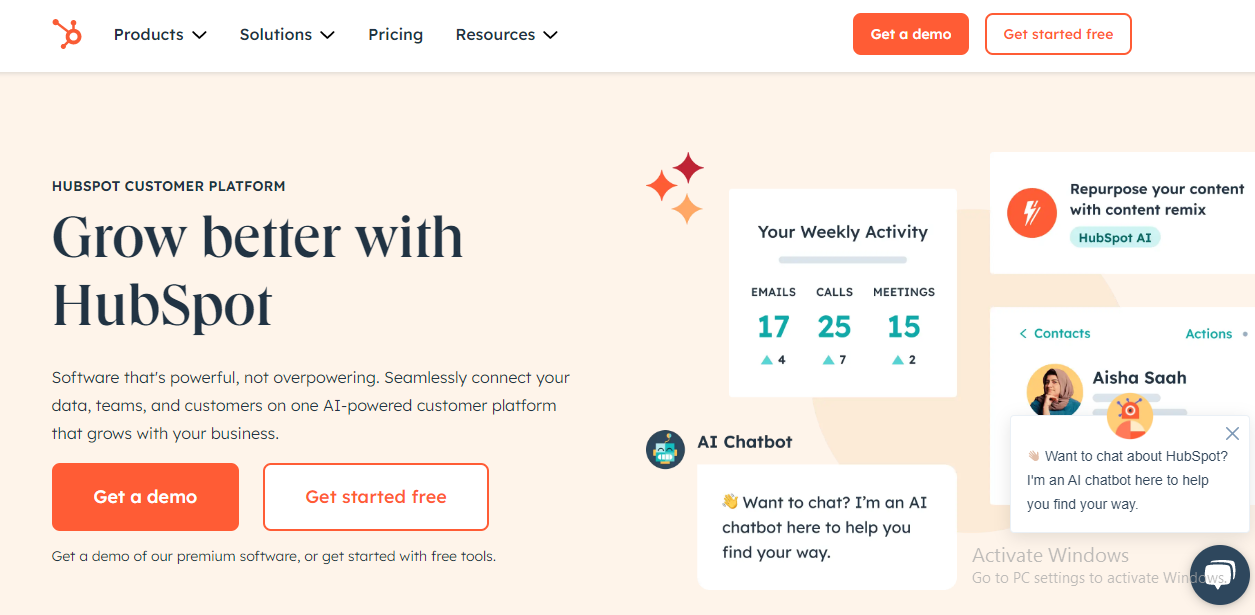 Products
Solutions
Pricing
Resources
Get a demo
Get started free
HUBSPOT CUSTOMER PLATFORM
Grow better with
HubSpot
Software that's powerful, not overpowering. Seamlessly connect your
data, teams, and customers on one AI-powered customer platform
that grows with your business.
Get a demo
Get started free
Get a demo of our premium software, or get started with free tools.
Your Weekly Activity
EMAILS CALLS MEETINGS
17 25 15
4 7 2
AI Chatbot
👋 Want to chat? I’m an AI
chatbot here to help you
find your way.
Repurpose your content
with content remix
HubSpot AI
Contacts
Actions
Aisha Saah
👋 Want to chat about HubSpot?
I'm an AI chatbot here to help
you find your way.
Activate Windows
Go to PC settings to activate Windows.